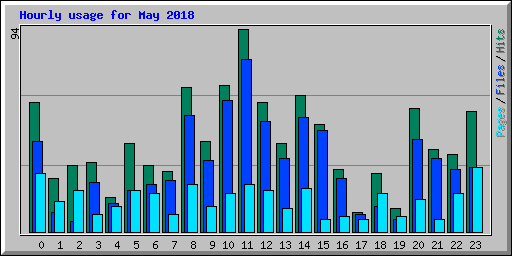 Hourly usage for May 2018
94
Pages / Files / Hits
0 1 2 3 4 5 6 7 8 9 10 11 12 13 14 15 16 17 18 19 20 21 22 23